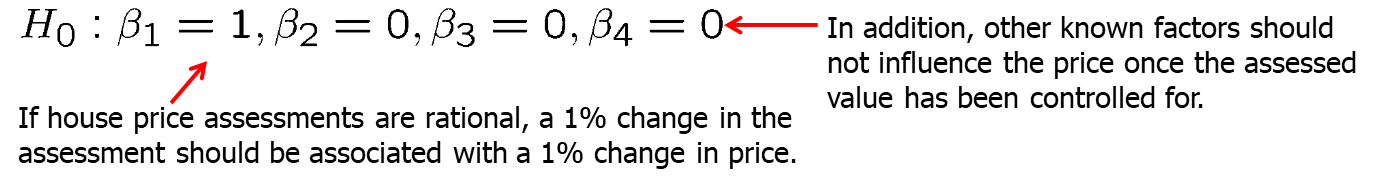 H₀ : β₁ = 1, β₂ = 0, β₃ = 0, β₄ = 0
In addition, other known factors should
not influence the price once the assessed
value has been controlled for.
If house price assessments are rational, a 1% change in the
assessment should be associated with a 1% change in price.